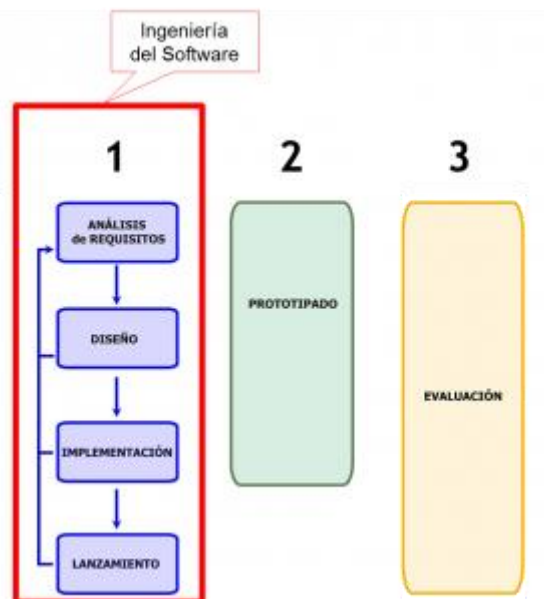 Ingeniería
del Software
1
2
3
ANÁLISIS
de REQUISITOS
DISEÑO
IMPLEMENTACIÓN
LANZAMIENTO
PROTOTIPADO
EVALUACIÓN